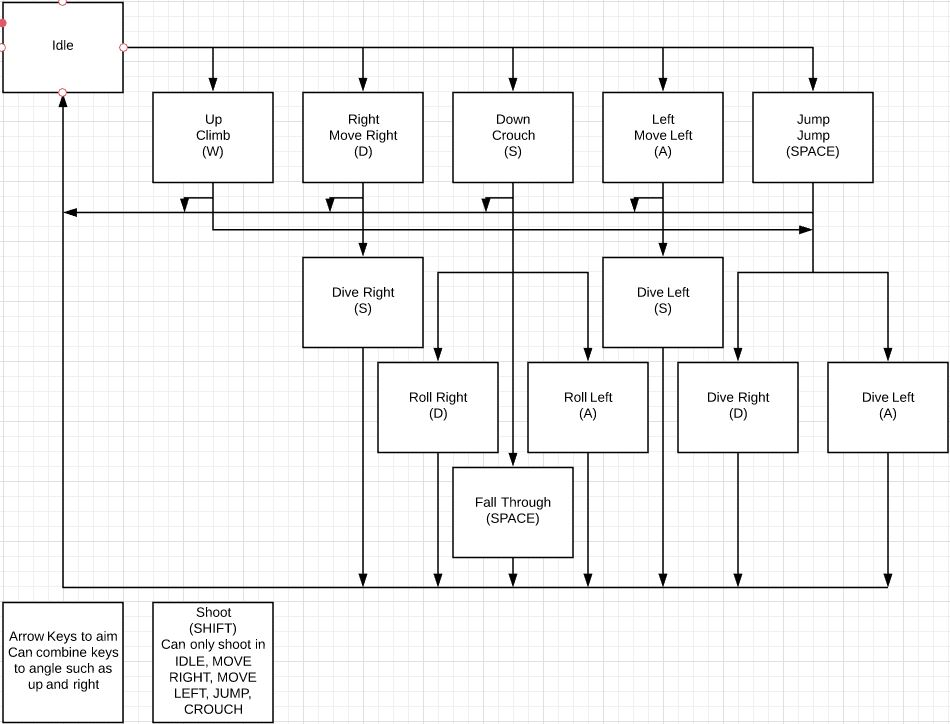 Idle
Up
Climb
(W)
Right
Move Right
(D)
Down
Crouch
(S)
Left
Move Left
(A)
Jump
Jump
(SPACE)
Dive Right
(S)
Dive Left
(S)
Roll Right
(D)
Roll Left
(A)
Dive Right
(D)
Dive Left
(A)
Fall Through
(SPACE)
Arrow Keys to aim
Can combine keys
to angle such as
up and right
Shoot
(SHIFT)
Can only shoot in
IDLE, MOVE
RIGHT, MOVE
LEFT, JUMP,
CROUCH